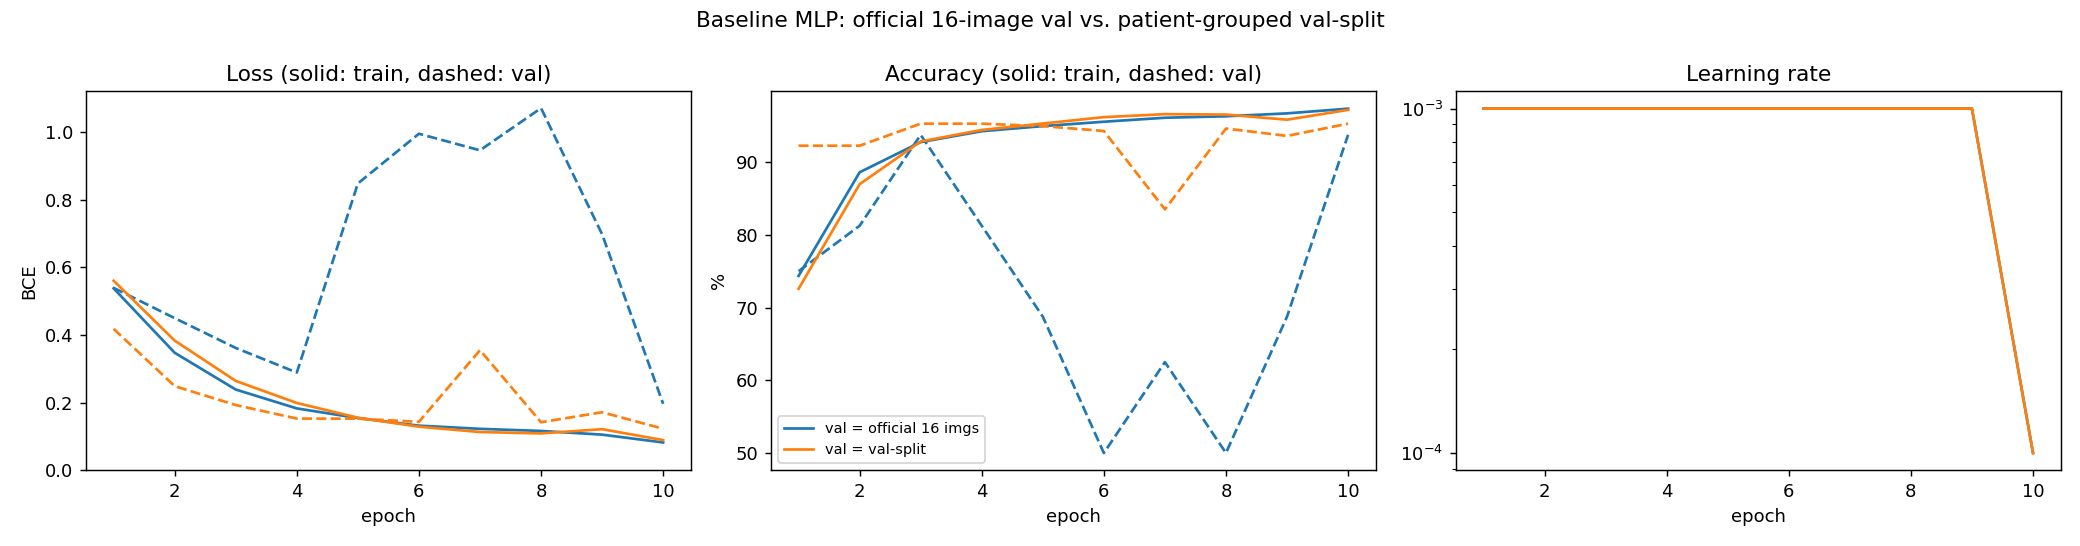 Baseline MLP: official 16-image val vs. patient-grouped val-split
Loss (solid: train, dashed: val)
1.0
0.8
0.6
0.4
0.2
0.0
BCE
2 4 6 8 10
epoch
Accuracy (solid: train, dashed: val)
90
80
70
60
50
%
val = official 16 imgs
val = val-split
2 4 6 8 10
epoch
Learning rate
10⁻³
10⁻⁴
2 4 6 8 10
epoch